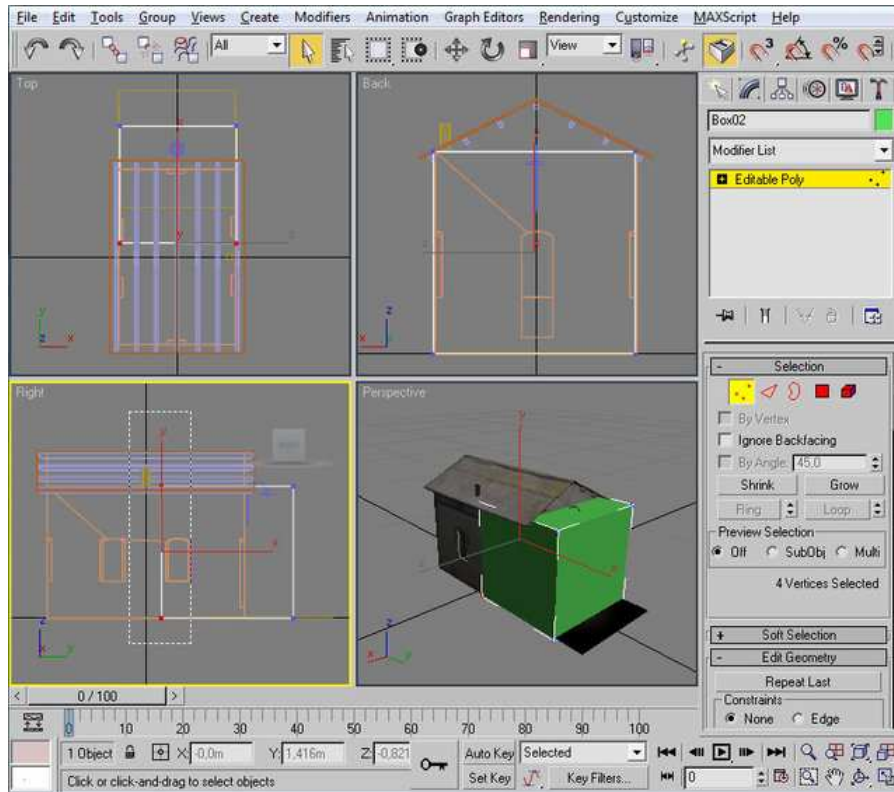 File Edit Tools Group Views Create Modifiers Animation Graph Editors Rendering Customize MAXScript Help
All
View
Top
Back
Box02
Modifier List
Editable Poly
Selection
By Vertex
Ignore Backfacing
By Angle: 45,0
Shrink Grow
Ring Loop
Preview Selection
Off SubObj Multi
4 Vertices Selected
Soft Selection
Edit Geometry
Repeat Last
Constraints
None Edge
Right
Perspective
0 / 100
0 10 20 30 40 50 60 70 80 90 100
1 Object X: -0,0m Y: 1,416m Z: -0,821
Auto Key Selected
Click or click-and-drag to select objects
Set Key Key Filters... 0